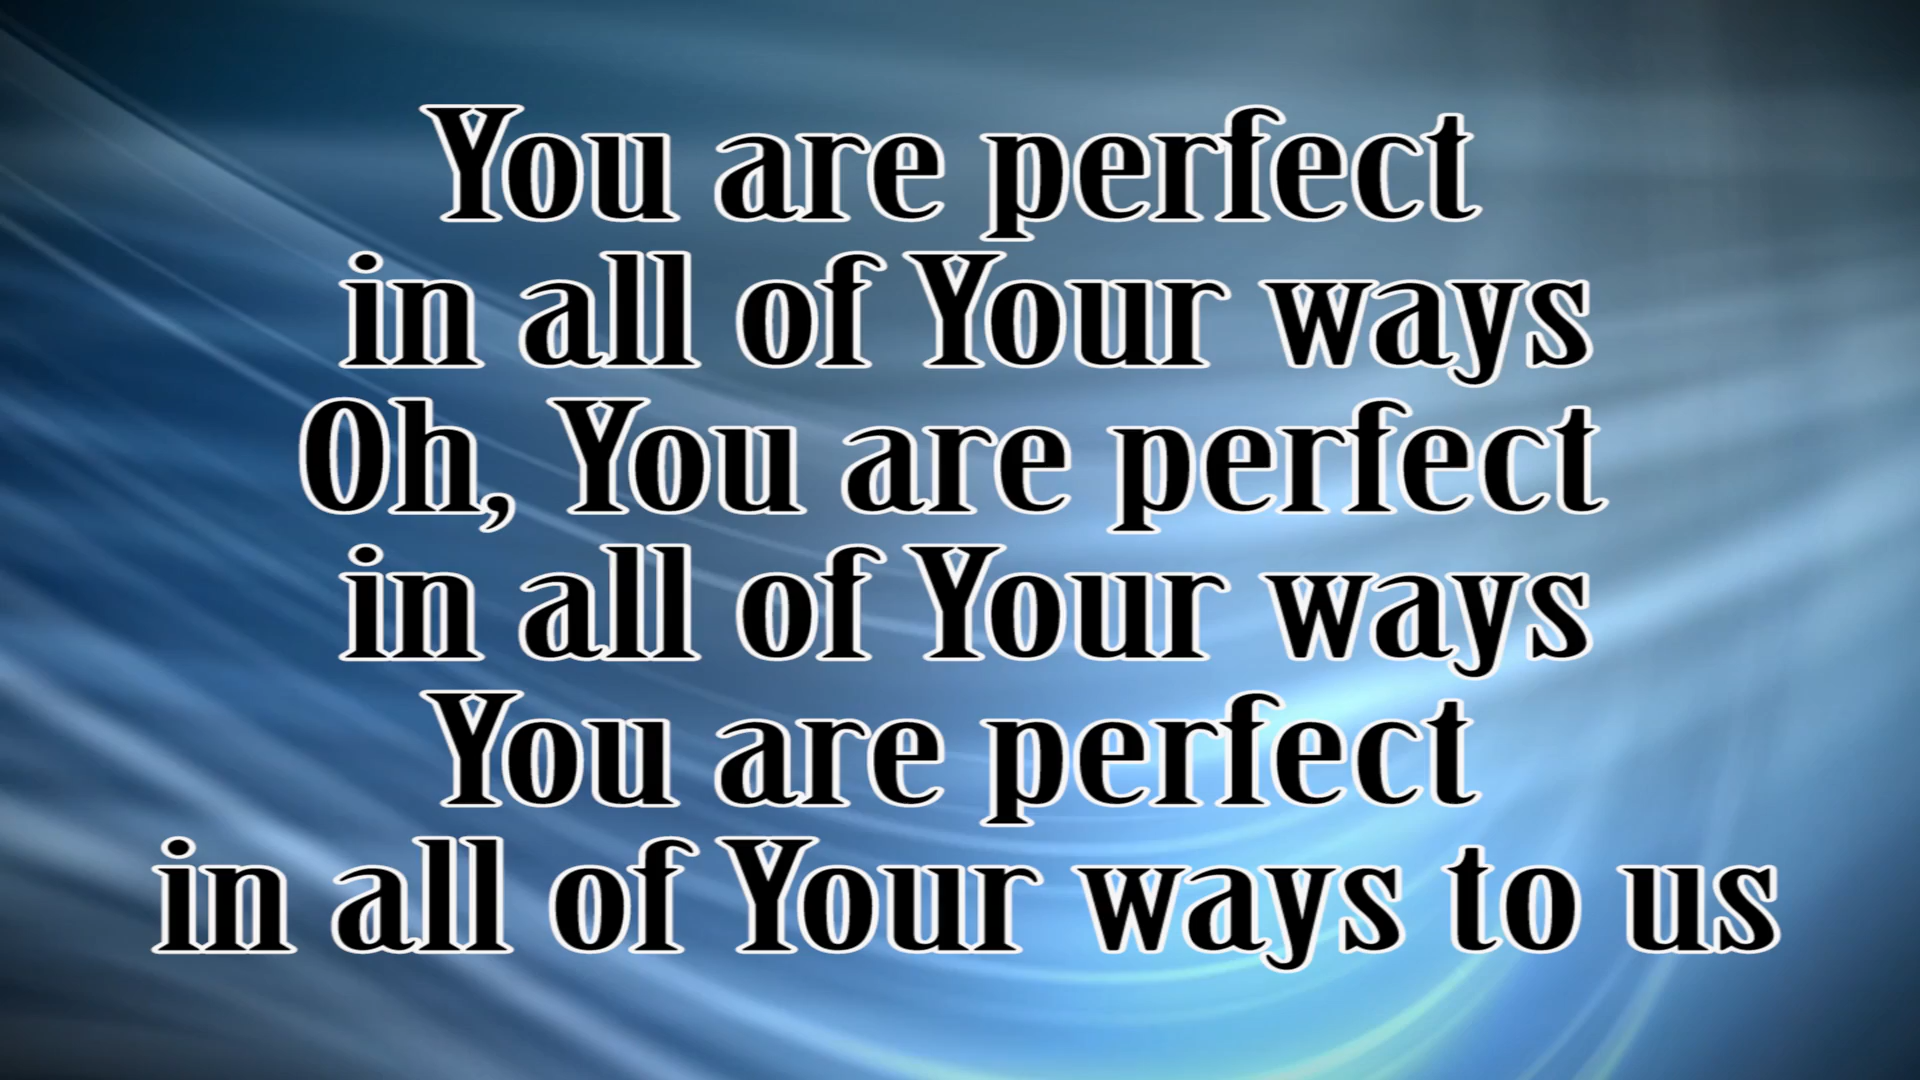 You are perfect
in all of Your ways
Oh, You are perfect
in all of Your ways
You are perfect
in all of Your ways to us